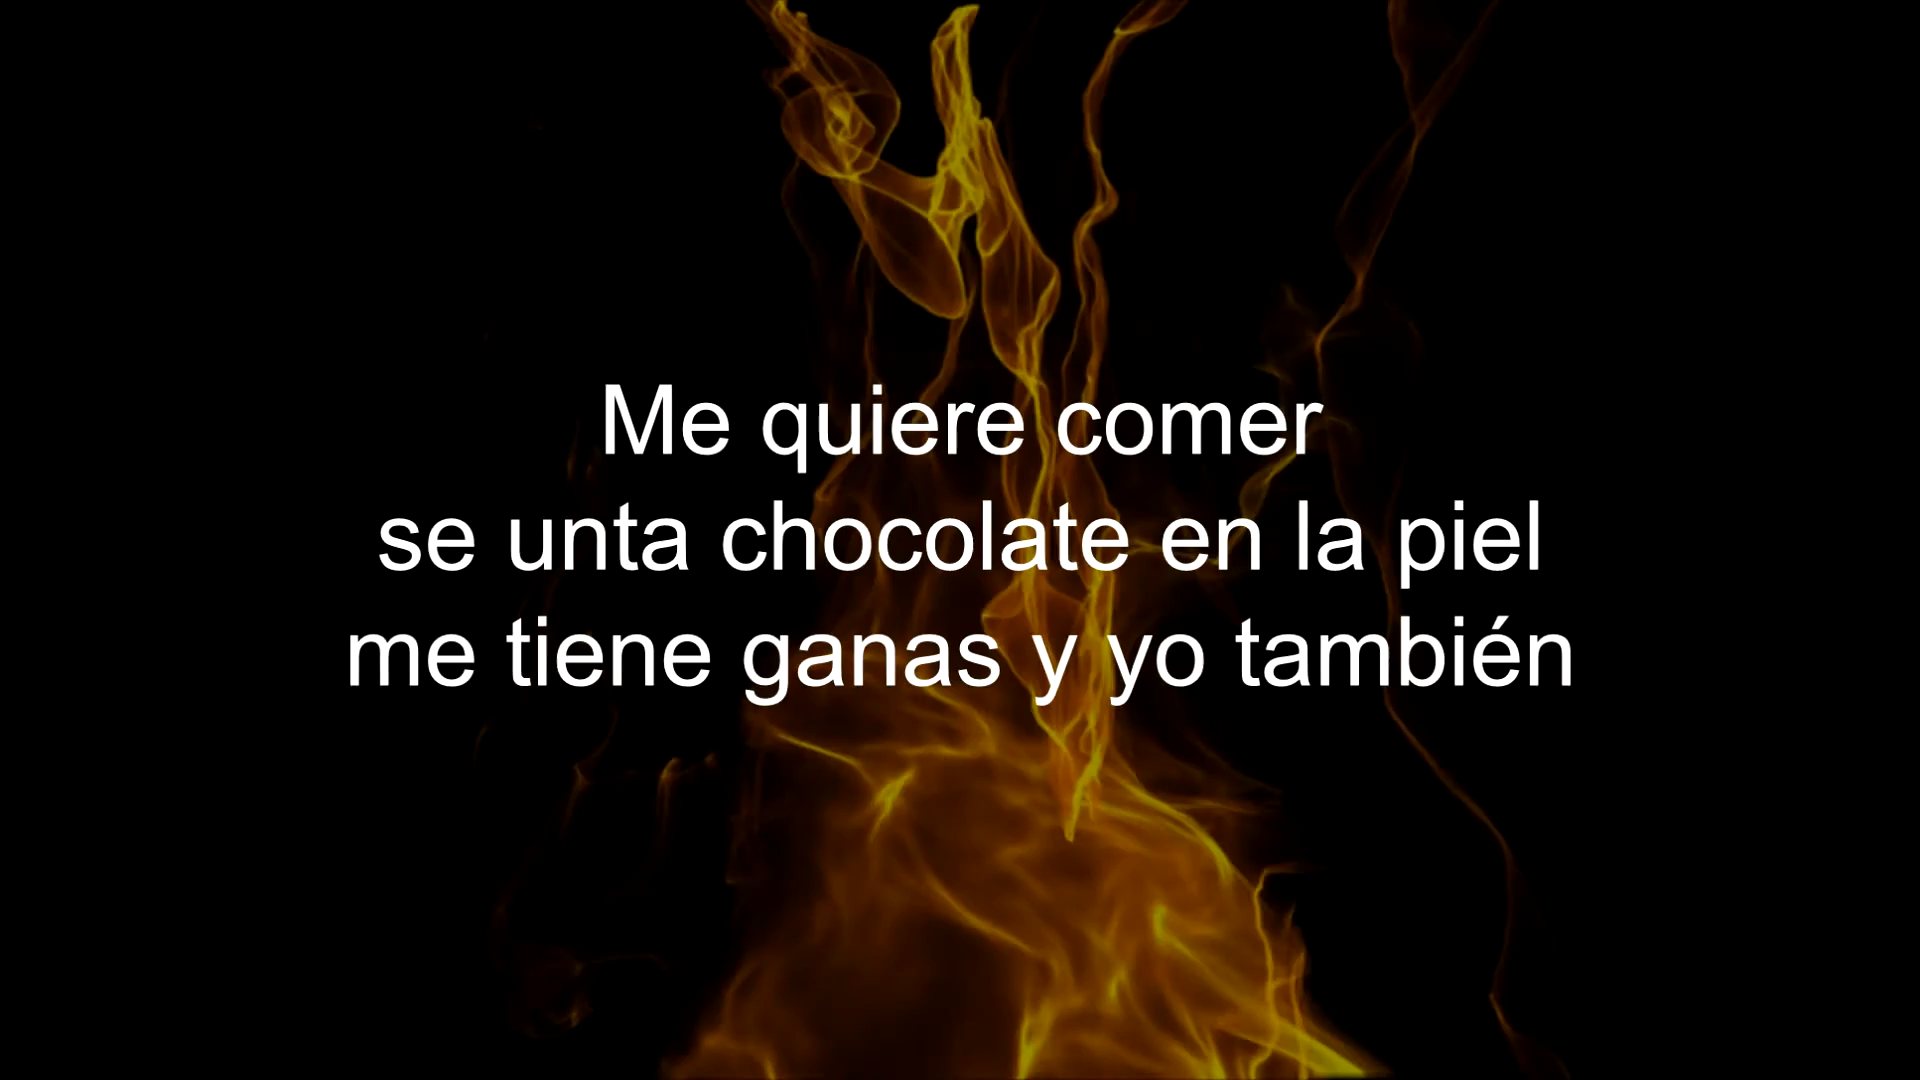 Me quiere comer
se unta chocolate en la piel
me tiene ganas y yo también